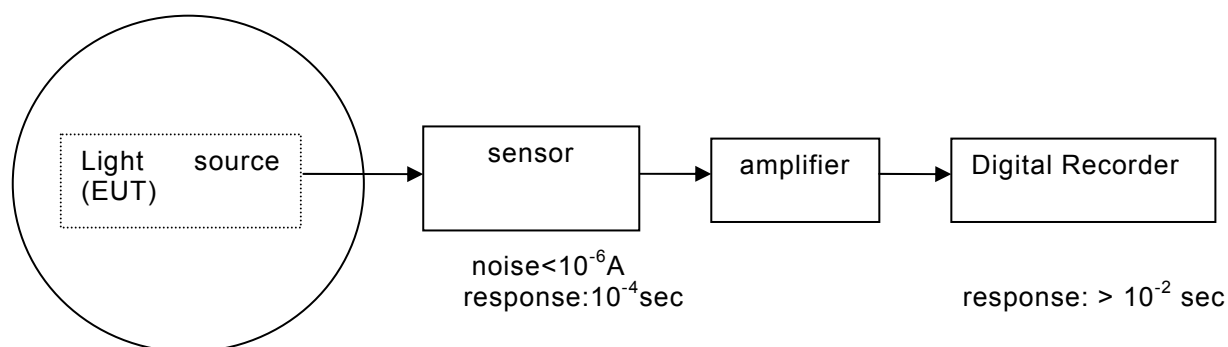 Light source
(EUT)
sensor
amplifier
Digital Recorder
noise<10⁻⁶A
response:10⁻⁴sec
response: > 10⁻² sec